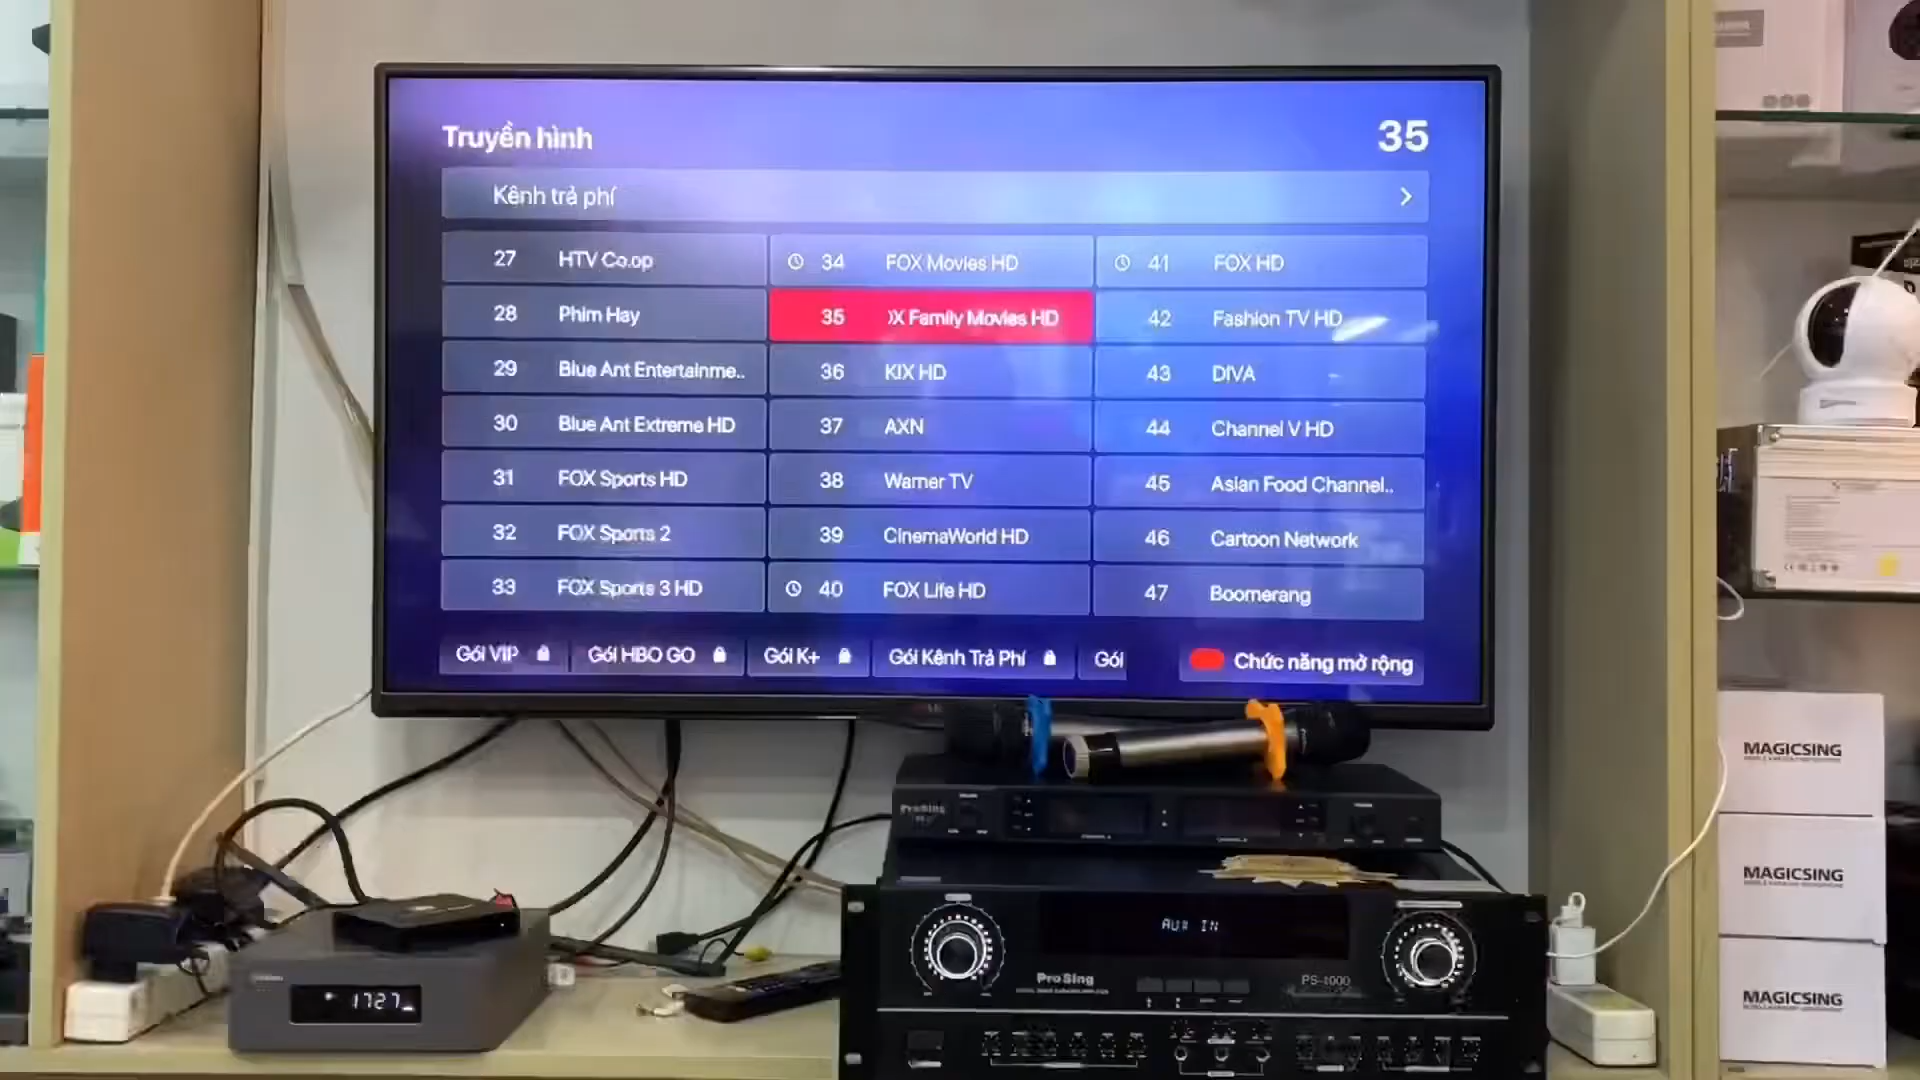 Truyền hình
35
Kênh trả phí
27 HTV Co.op
34 FOX Movies HD
41 FOX HD
28 Phim Hay
35 )X Family Movies HD
42 Fashion TV HD
29 Blue Ant Entertainme..
36 KIX HD
43 DIVA
30 Blue Ant Extreme HD
37 AXN
44 Channel V HD
31 FOX Sports HD
38 Warner TV
45 Asian Food Channel..
32 FOX Sports 2
39 CinemaWorld HD
46 Cartoon Network
33 FOX Sports 3 HD
40 FOX Life HD
47 Boomerang
Gói VIP
Gói HBO GO
Gói K+
Gói Kênh Trả Phí
Gói
Chức năng mở rộng
MAGICSING
ProSing
MAGICSING
AUX IN
ProSing
PS-1000
1727
MAGICSING